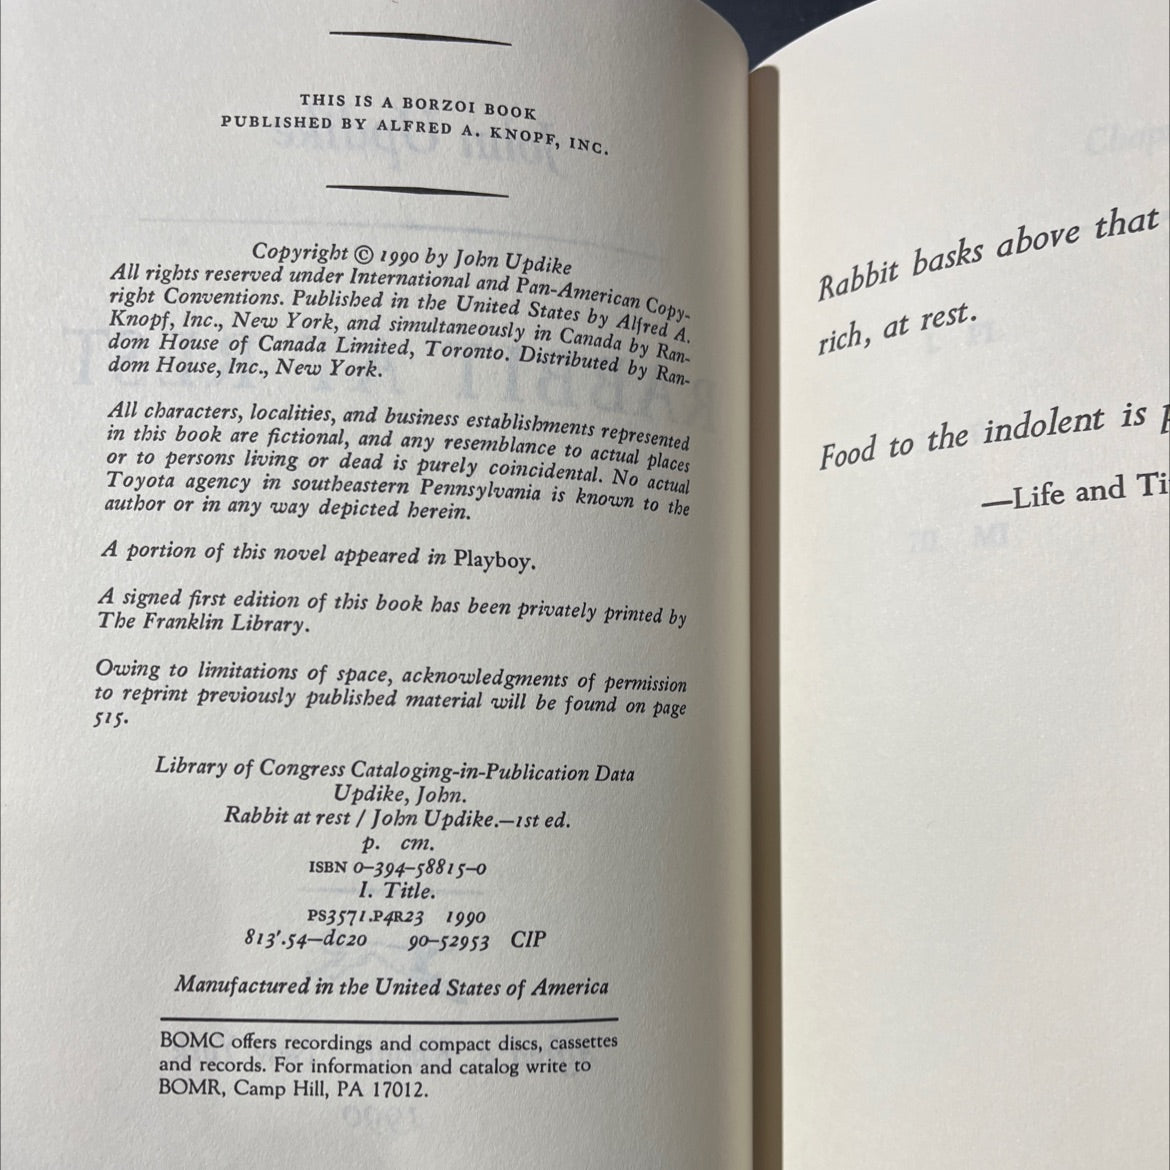 THIS IS A BORZOI BOOK
PUBLISHED BY ALFRED A. KNOPF, INC.
Copyright © 1990 by John Updike
All rights reserved under International and Pan-American Copy-
right Conventions. Published in the United States by Alfred A.
Knopf, Inc., New York, and simultaneously in Canada by Ran-
dom House of Canada Limited, Toronto. Distributed by Ran-
dom House, Inc., New York.
All characters, localities, and business establishments represented
in this book are fictional, and any resemblance to actual places
or to persons living or dead is purely coincidental. No actual
Toyota agency in southeastern Pennsylvania is known to the
author or in any way depicted herein.
A portion of this novel appeared in Playboy.
A signed first edition of this book has been privately printed by
The Franklin Library.
Owing to limitations of space, acknowledgments of permission
to reprint previously published material will be found on page
515.
Library of Congress Cataloging-in-Publication Data
Updike, John.
Rabbit at rest / John Updike.—1st ed.
p. cm.
ISBN 0-394-58815-0
I. Title.
PS3571.P4R23 1990
813'.54—dc20 90-52953 CIP
Manufactured in the United States of America
BOMC offers recordings and compact discs, cassettes
and records. For information and catalog write to
BOMR, Camp Hill, PA 17012.
Rabbit basks above that
rich, at rest.
Food to the indolent is
—Life and Ti